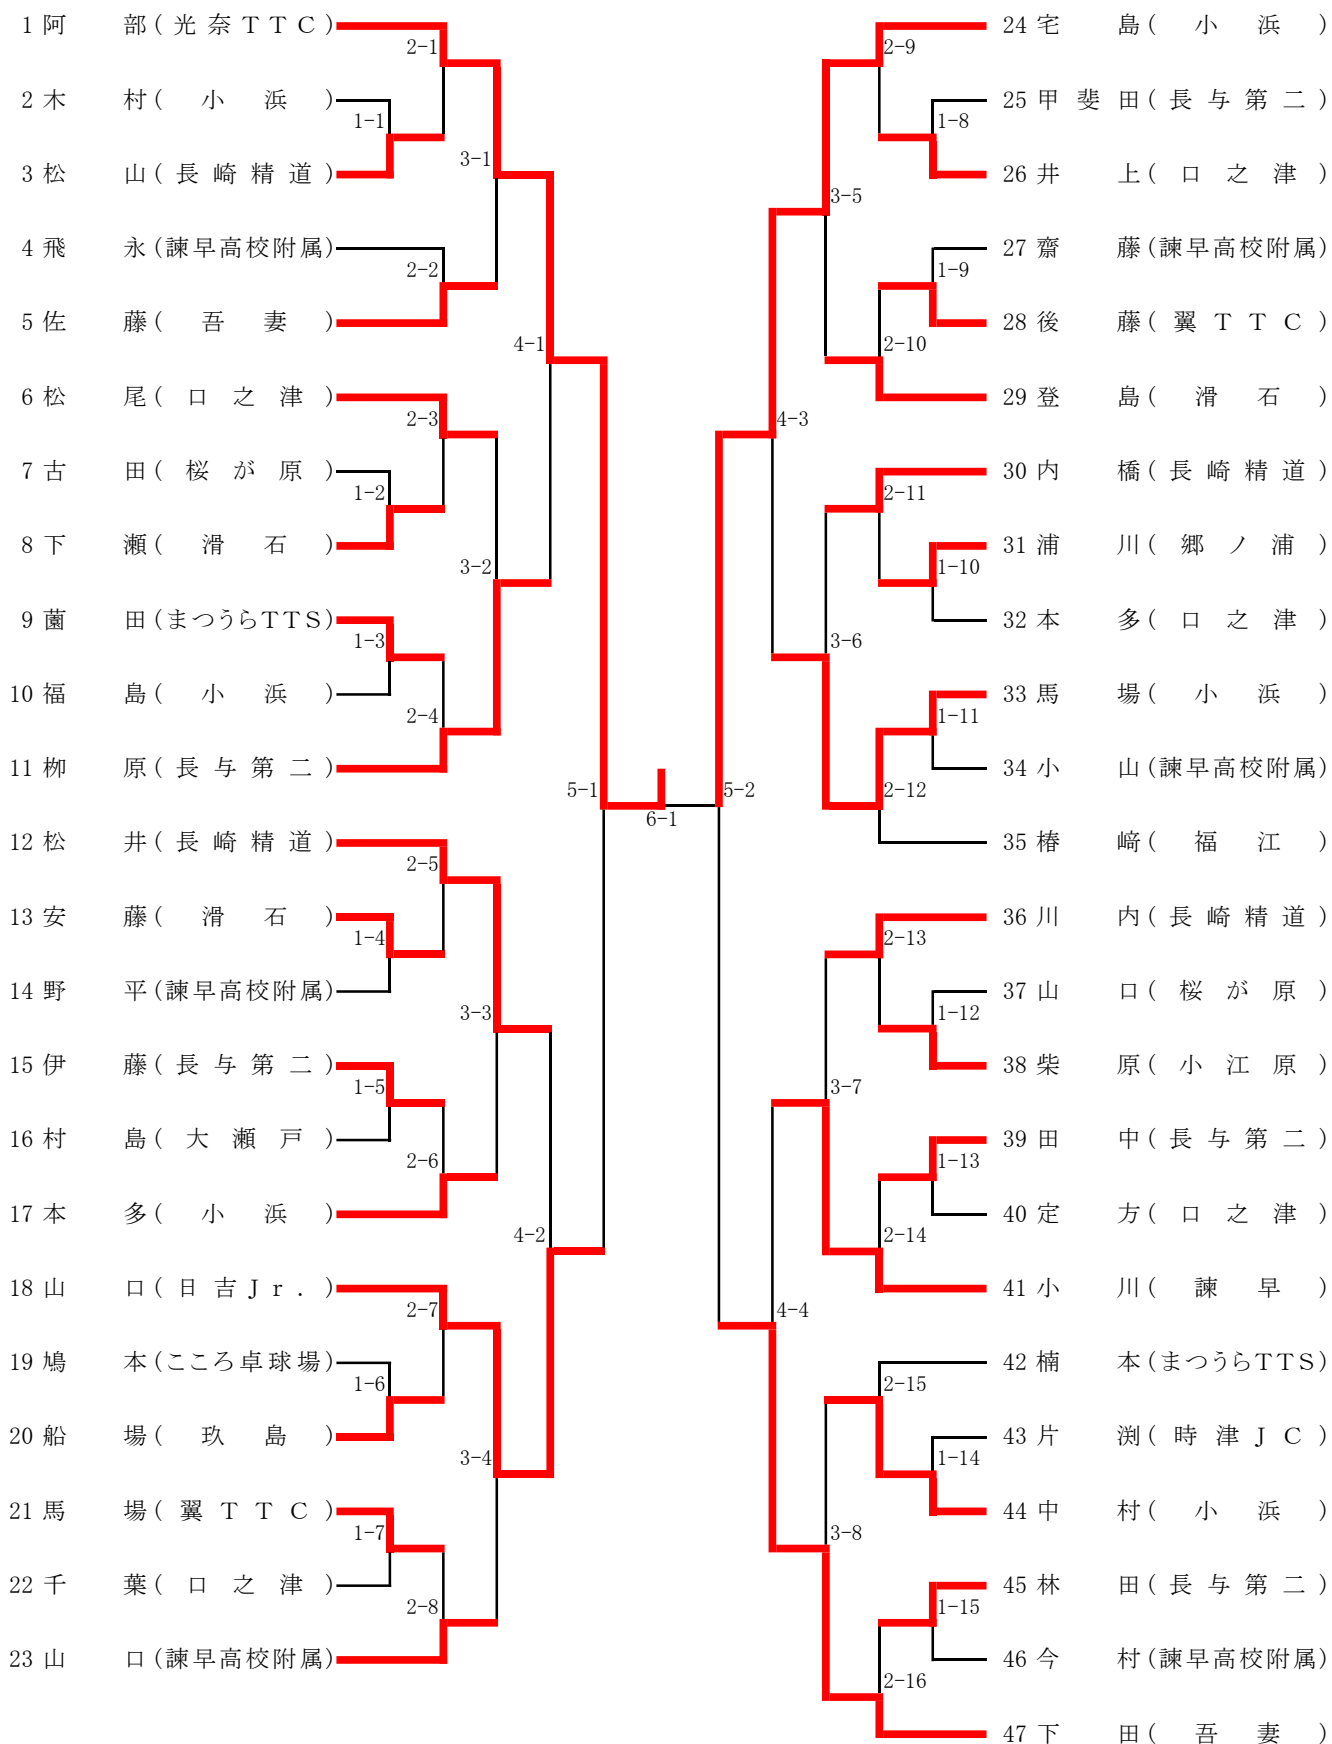 1 阿 部 ( 光奈TTC )
2 木 村 ( 小 浜 )
3 松 山 ( 長崎精道 )
4 飛 永 (諫早高校附属)
5 佐 藤 ( 吾 妻 )
6 松 尾 ( 口之津 )
7 古 田 ( 桜が原 )
8 下 瀬 ( 滑 石 )
9 薗 田 (まつうらTTS)
10 福 島 ( 小 浜 )
11 栁 原 ( 長与第二 )
12 松 井 ( 長崎精道 )
13 安 藤 ( 滑 石 )
14 野 平 (諫早高校附属)
15 伊 藤 ( 長与第二 )
16 村 島 ( 大瀬戸 )
17 本 多 ( 小 浜 )
18 山 口 ( 日吉Jr. )
19 鳩 本 (こころ卓球場)
20 船 場 ( 玖 島 )
21 馬 場 ( 翼TTC )
22 千 葉 ( 口之津 )
23 山 口 (諫早高校附属)
1-1
1-2
1-3
1-4
1-5
1-6
1-7
2-1
2-2
2-3
2-4
2-5
2-6
2-7
2-8
3-1
3-2
3-3
3-4
4-1
4-2
5-1
6-1
5-2
4-3
4-4
3-5
3-6
3-7
3-8
2-9
2-10
2-11
2-12
2-13
2-14
2-15
2-16
1-8
1-9
1-10
1-11
1-12
1-13
1-14
1-15
24 宅 島 ( 小 浜 )
25 甲斐田 ( 長与第二 )
26 井 上 ( 口之津 )
27 齋 藤 (諫早高校附属)
28 後 藤 ( 翼TTC )
29 登 島 ( 滑 石 )
30 内 橋 ( 長崎精道 )
31 浦 川 ( 郷ノ浦 )
32 本 多 ( 口之津 )
33 馬 場 ( 小 浜 )
34 小 山 (諫早高校附属)
35 椿 﨑 ( 福 江 )
36 川 内 ( 長崎精道 )
37 山 口 ( 桜が原 )
38 柴 原 ( 小江原 )
39 田 中 ( 長与第二 )
40 定 方 ( 口之津 )
41 小 川 ( 諫 早 )
42 楠 本 (まつうらTTS)
43 片 渕 ( 時津JC )
44 中 村 ( 小 浜 )
45 林 田 ( 長与第二 )
46 今 村 (諫早高校附属)
47 下 田 ( 吾 妻 )